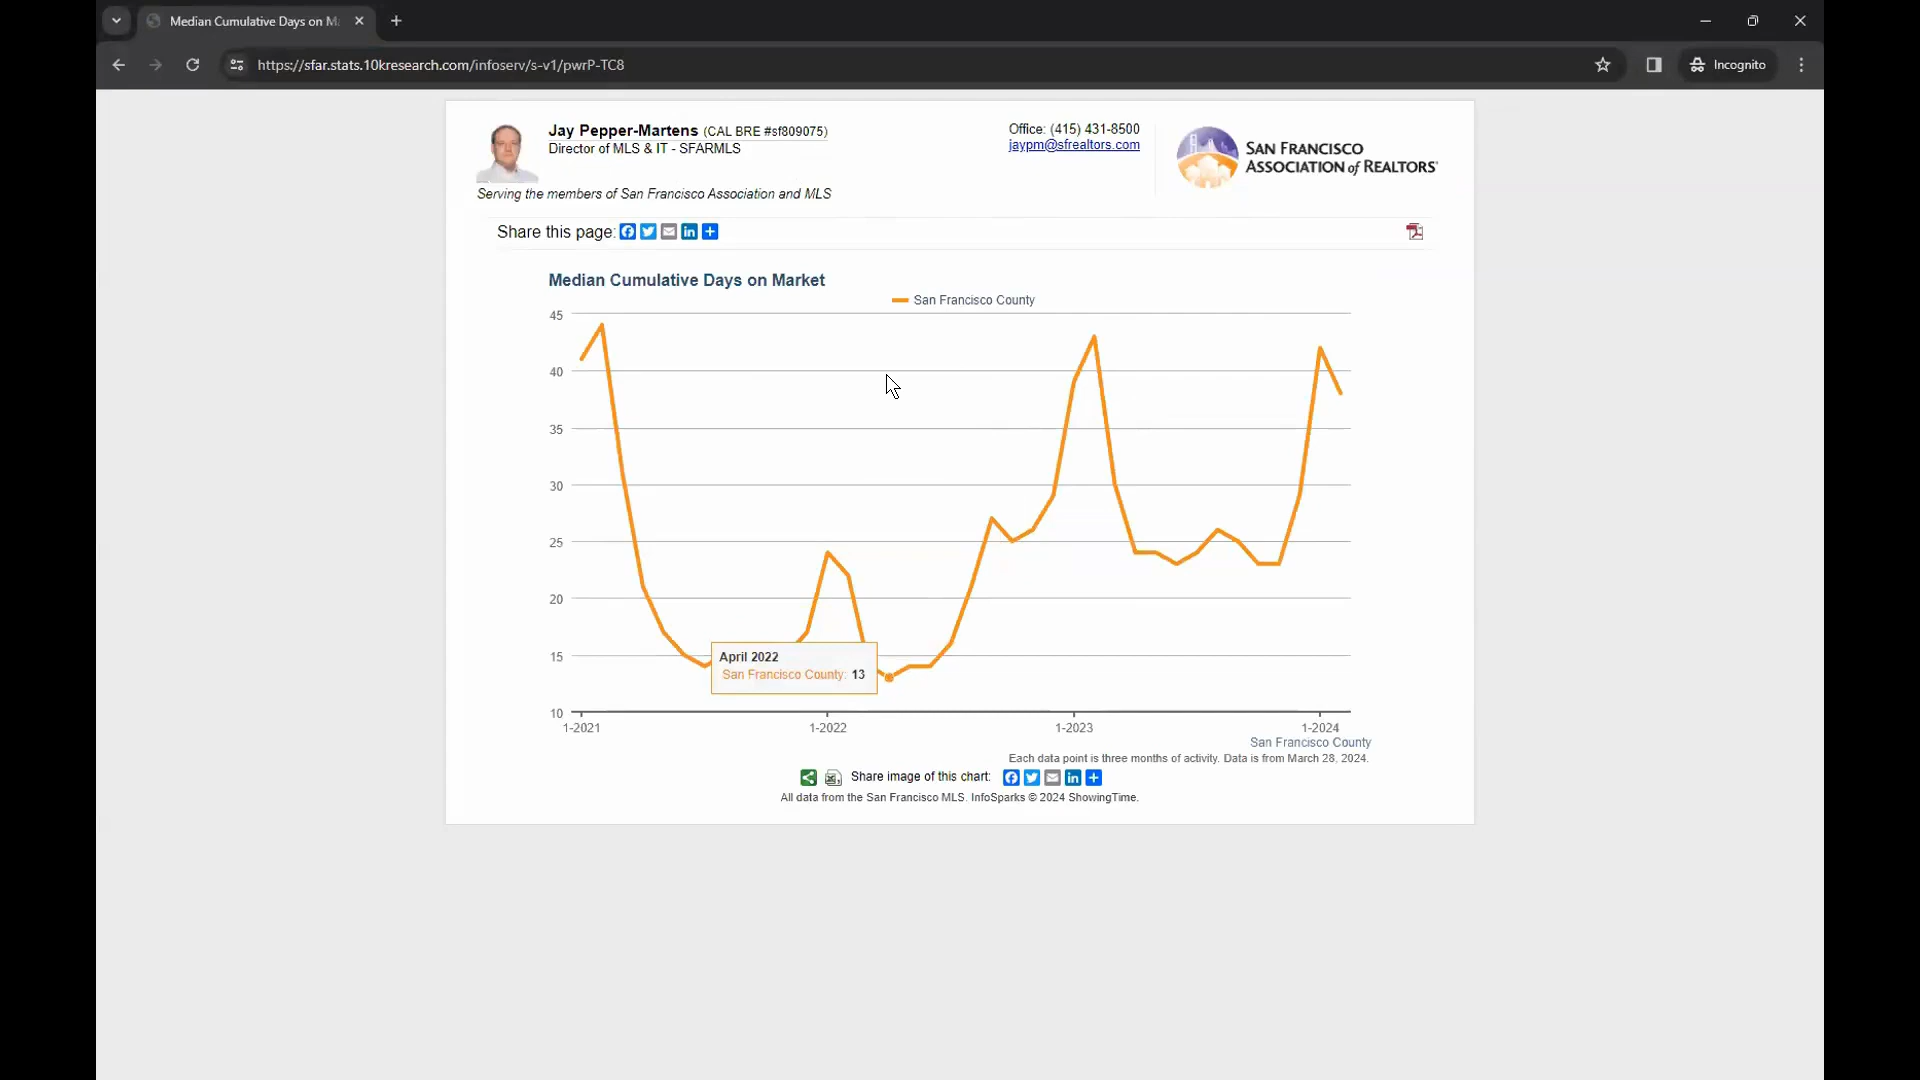 Median Cumulative Days on Ma
https://sfar.stats.10kresearch.com/infoserv/s-v1/pwrP-TC8
Incognito
Jay Pepper-Martens (CAL BRE #sf809075)
Director of MLS & IT - SFARMLS
Serving the members of San Francisco Association and MLS
Office: (415) 431-8500
jaypm@sfrealtors.com
SAN FRANCISCO
ASSOCIATION of REALTORS®
Share this page:
Median Cumulative Days on Market
San Francisco County
45
40
35
30
25
20
15
10
April 2022
San Francisco County: 13
1-2021
1-2022
1-2023
1-2024
San Francisco County
Each data point is three months of activity. Data is from March 28, 2024.
Share image of this chart:
All data from the San Francisco MLS. InfoSparks © 2024 ShowingTime.